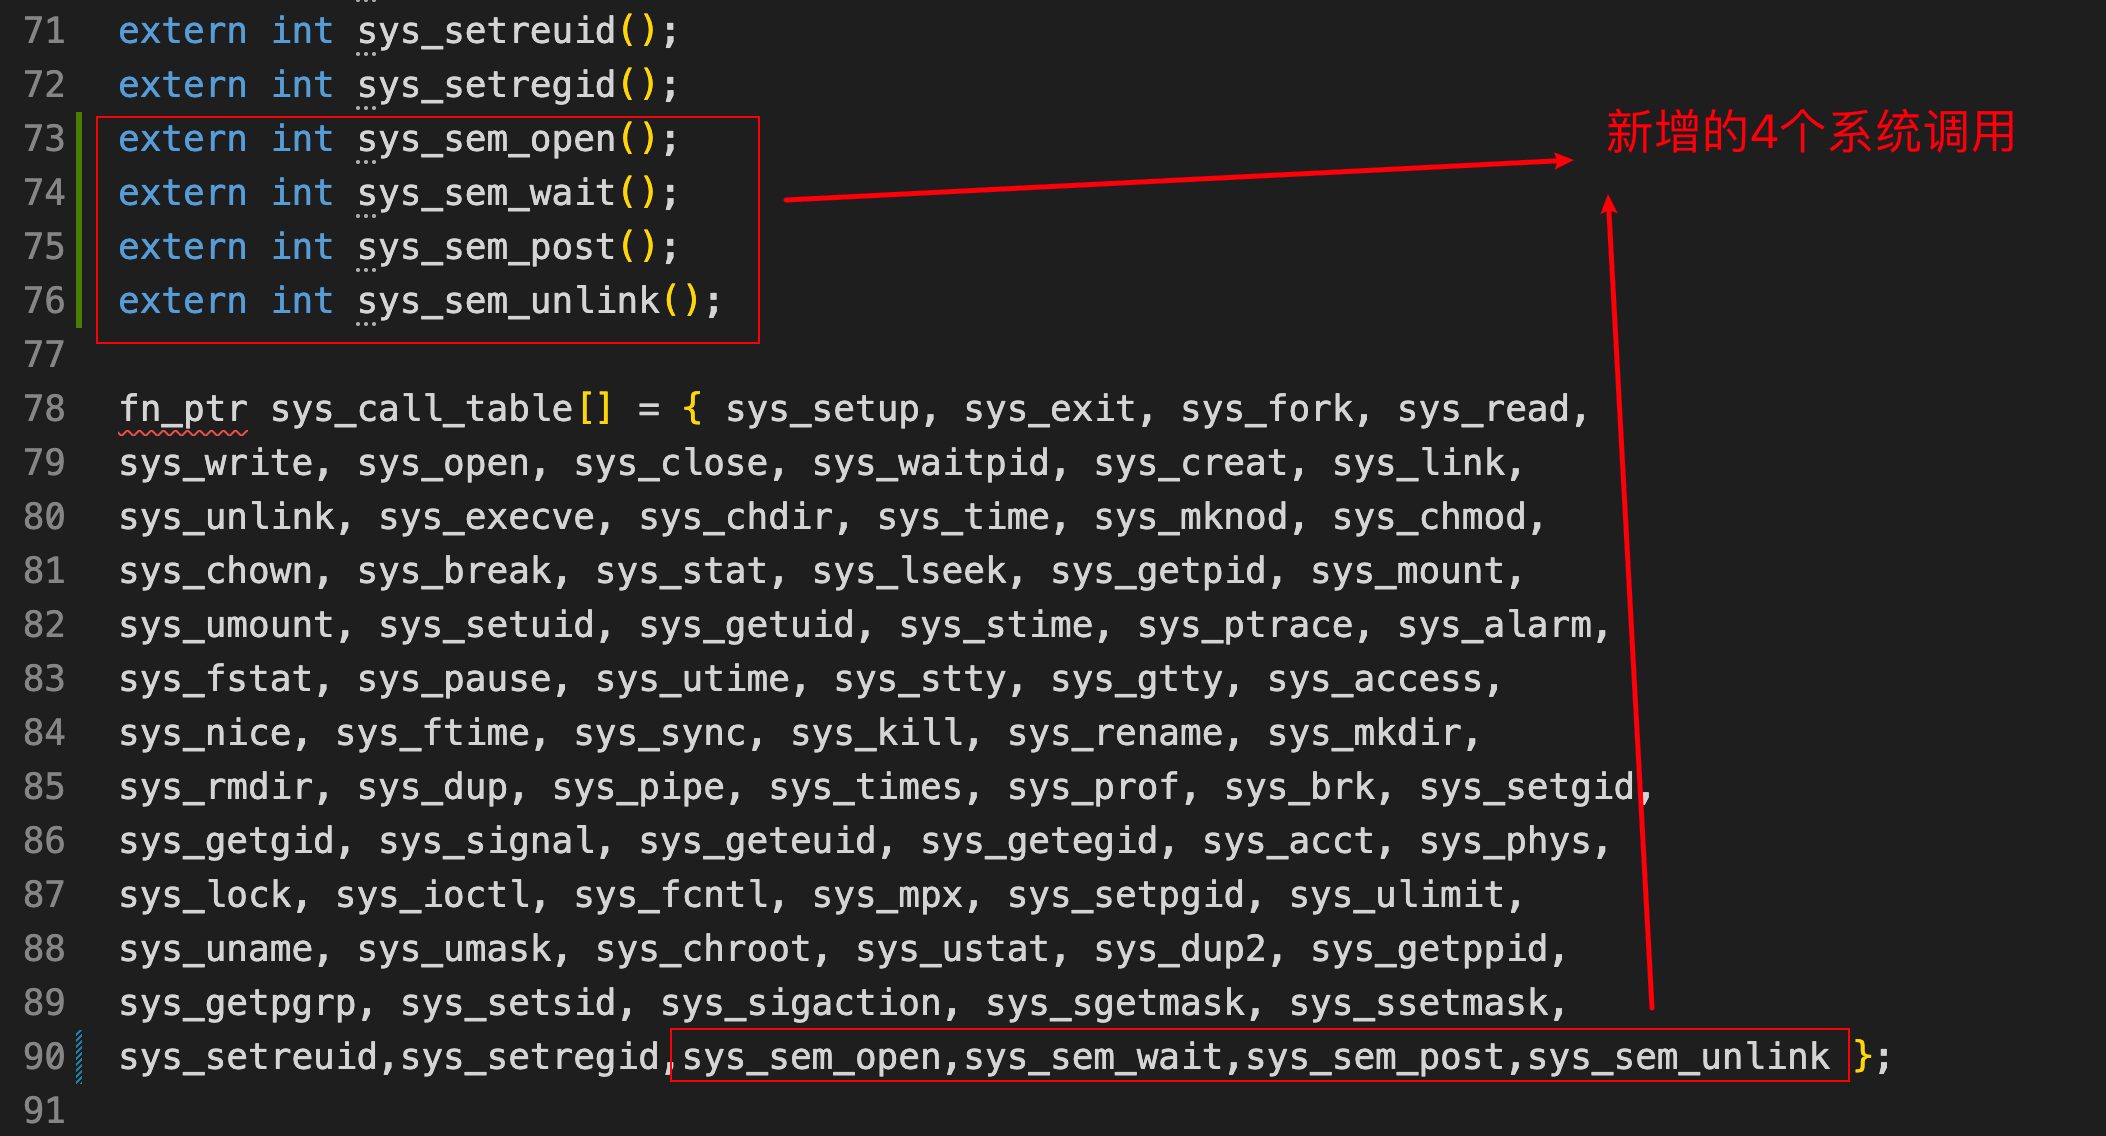 71 extern int sys_setreuid();
72 extern int sys_setregid();
73 extern int sys_sem_open();
新增的4个系统调用
74 extern int sys_sem_wait();
75 extern int sys_sem_post();
76 extern int sys_sem_unlink();
77
78 fn_ptr sys_call_table[] = { sys_setup, sys_exit, sys_fork, sys_read,
79 sys_write, sys_open, sys_close, sys_waitpid, sys_creat, sys_link,
80 sys_unlink, sys_execve, sys_chdir, sys_time, sys_mknod, sys_chmod,
81 sys_chown, sys_break, sys_stat, sys_lseek, sys_getpid, sys_mount,
82 sys_umount, sys_setuid, sys_getuid, sys_stime, sys_ptrace, sys_alarm,
83 sys_fstat, sys_pause, sys_utime, sys_stty, sys_gtty, sys_access,
84 sys_nice, sys_ftime, sys_sync, sys_kill, sys_rename, sys_mkdir,
85 sys_rmdir, sys_dup, sys_pipe, sys_times, sys_prof, sys_brk, sys_setgid,
86 sys_getgid, sys_signal, sys_geteuid, sys_getegid, sys_acct, sys_phys,
87 sys_lock, sys_ioctl, sys_fcntl, sys_mpx, sys_setpgid, sys_ulimit,
88 sys_uname, sys_umask, sys_chroot, sys_ustat, sys_dup2, sys_getppid,
89 sys_getpgrp, sys_setsid, sys_sigaction, sys_sgetmask, sys_ssetmask,
90 sys_setreuid,sys_setregid,sys_sem_open,sys_sem_wait,sys_sem_post,sys_sem_unlink };
91